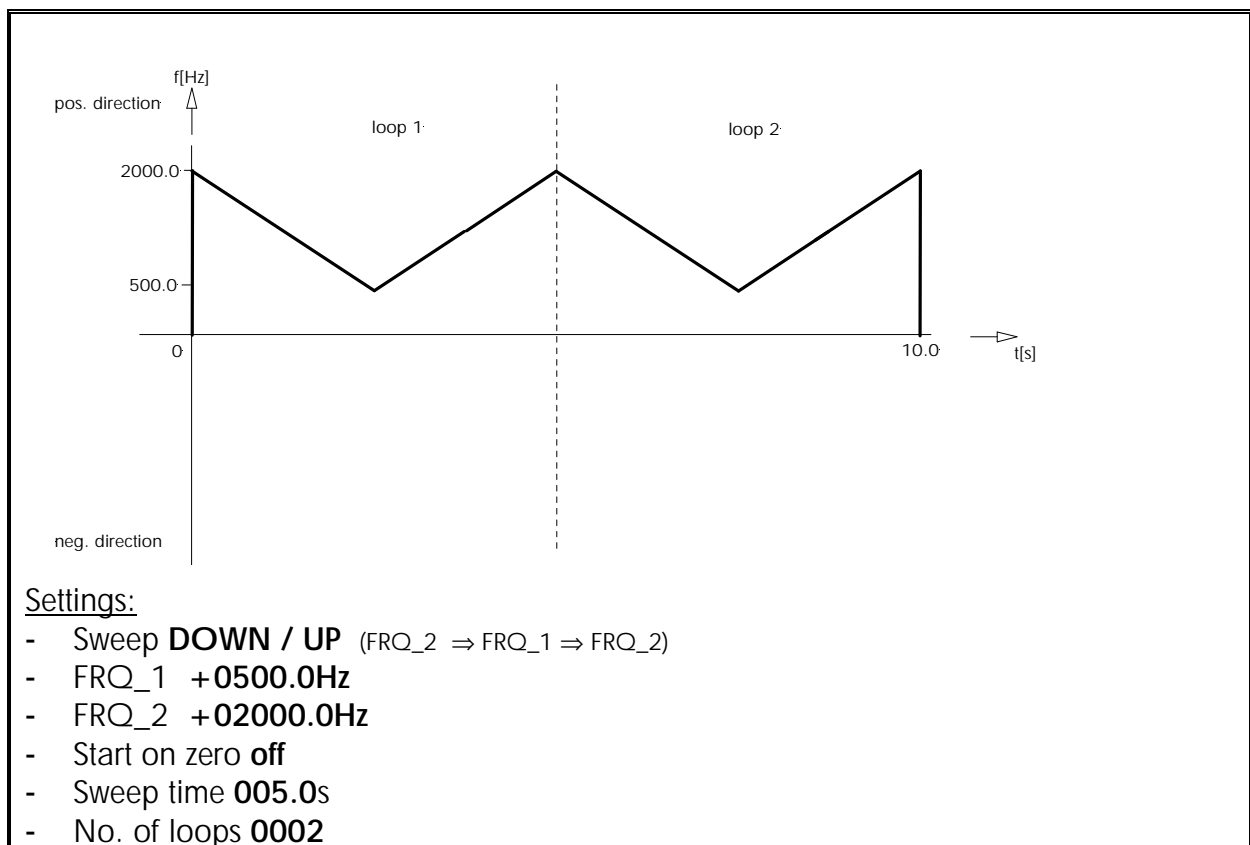 f[Hz]
pos. direction
loop 1
loop 2
2000.0
500.0
0
10.0
t[s]
neg. direction
Settings:
- Sweep DOWN / UP (FRQ_2 ⇒ FRQ_1 ⇒ FRQ_2)
- FRQ_1 +0500.0Hz
- FRQ_2 +02000.0Hz
- Start on zero off
- Sweep time 005.0s
- No. of loops 0002